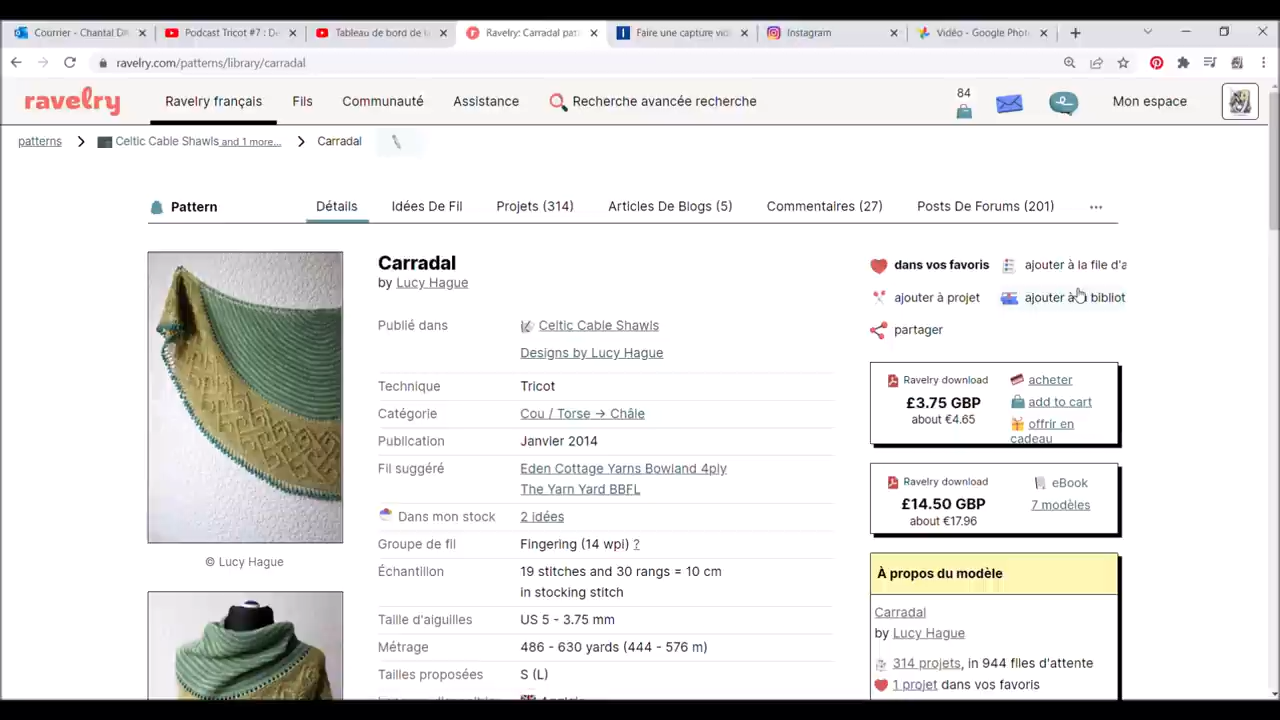 Courrier - Chantal Di
Podcast Tricot #7 : De
Tableau de bord de la
Ravelry: Carradal pat
Faire une capture vid
Instagram
Vidéo - Google Photo
ravelry.com/patterns/library/carradal
ravelry
Ravelry français
Fils
Communauté
Assistance
Recherche avancée recherche
84
Mon espace
patterns
Celtic Cable Shawls and 1 more...
Carradal
Pattern
Détails
Idées De Fil
Projets (314)
Articles De Blogs (5)
Commentaires (27)
Posts De Forums (201)
Carradal
by Lucy Hague
Publié dans
Celtic Cable Shawls
Designs by Lucy Hague
Technique
Tricot
Catégorie
Cou / Torse → Châle
Publication
Janvier 2014
Fil suggéré
Eden Cottage Yarns Bowland 4ply
The Yarn Yard BBFL
Dans mon stock
2 idées
Groupe de fil
Fingering (14 wpi) ?
Échantillon
19 stitches and 30 rangs = 10 cm
in stocking stitch
Taille d'aiguilles
US 5 - 3.75 mm
Métrage
486 - 630 yards (444 - 576 m)
Tailles proposées
S (L)
© Lucy Hague
dans vos favoris
ajouter à la file d'a
ajouter à projet
ajouter à bibliot
partager
Ravelry download
£3.75 GBP
about €4.65
acheter
add to cart
offrir en
cadeau
Ravelry download
£14.50 GBP
about €17.96
eBook
7 modèles
À propos du modèle
Carradal
by Lucy Hague
314 projets, in 944 files d'attente
1 projet dans vos favoris